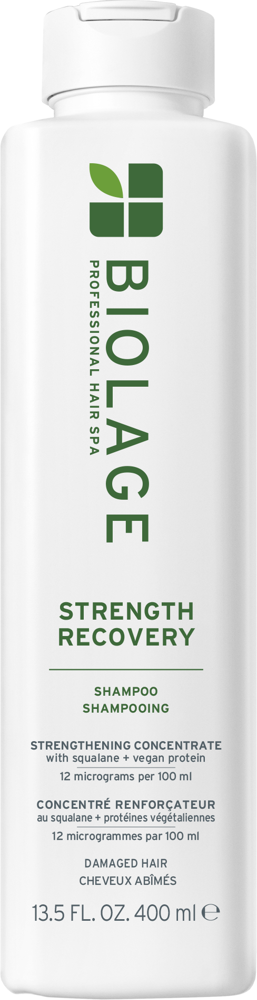 BIOLAGE
PROFESSIONAL HAIR SPA
STRENGTH
RECOVERY
SHAMPOO
SHAMPOOING
STRENGTHENING CONCENTRATE
with squalane + vegan protein
12 micrograms per 100 ml
CONCENTRÉ RENFORÇATEUR
au squalane + protéines végétaliennes
12 microgrammes par 100 ml
DAMAGED HAIR
CHEVEUX ABÎMÉS
13.5 FL. OZ. 400 ml ℮